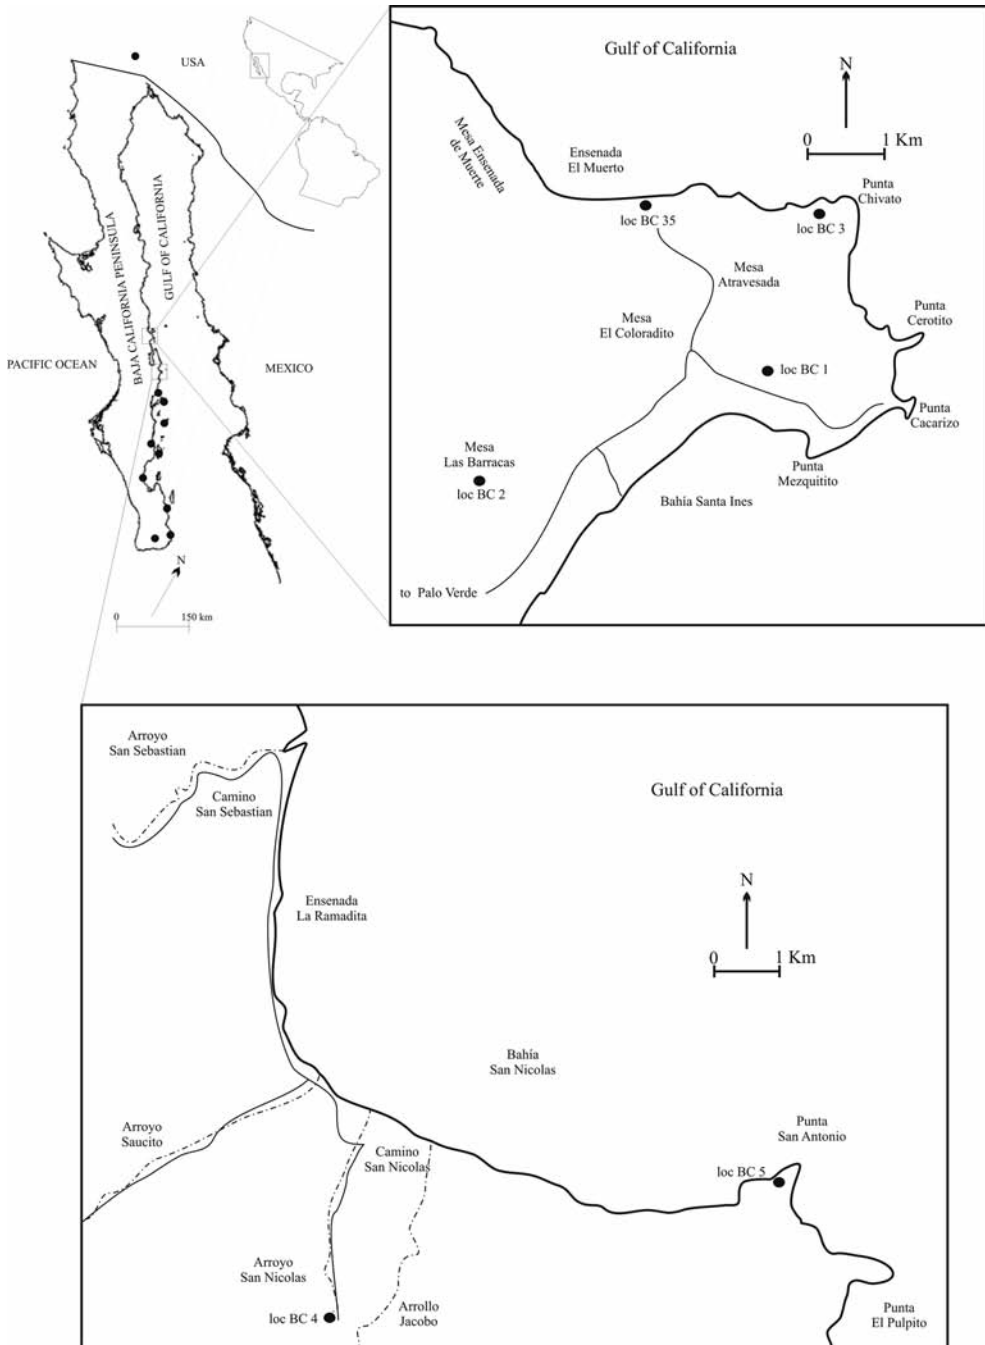 USA
BAJA CALIFORNIA PENINSULA
GULF OF CALIFORNIA
PACIFIC OCEAN
MEXICO
N
0 150 km
Gulf of California
N
0 1 Km
Mesa Ensenada
de Muerte
Ensenada
El Muerto
Punta
Chivato
loc BC 35
loc BC 3
Mesa
Atravesada
Mesa
El Coloradito
Punta
Cerotito
loc BC 1
Punta
Cacarizo
Mesa
Las Barracas
loc BC 2
Punta
Mezquitito
Bahía Santa Ines
to Palo Verde
Arroyo
San Sebastian
Camino
San Sebastian
Gulf of California
N
0 1 Km
Ensenada
La Ramadita
Bahía
San Nicolas
Arroyo
Saucito
Punta
San Antonio
Camino
San Nicolas
loc BC 5
Arroyo
San Nicolas
loc BC 4
Arrollo
Jacobo
Punta
El Pulpito